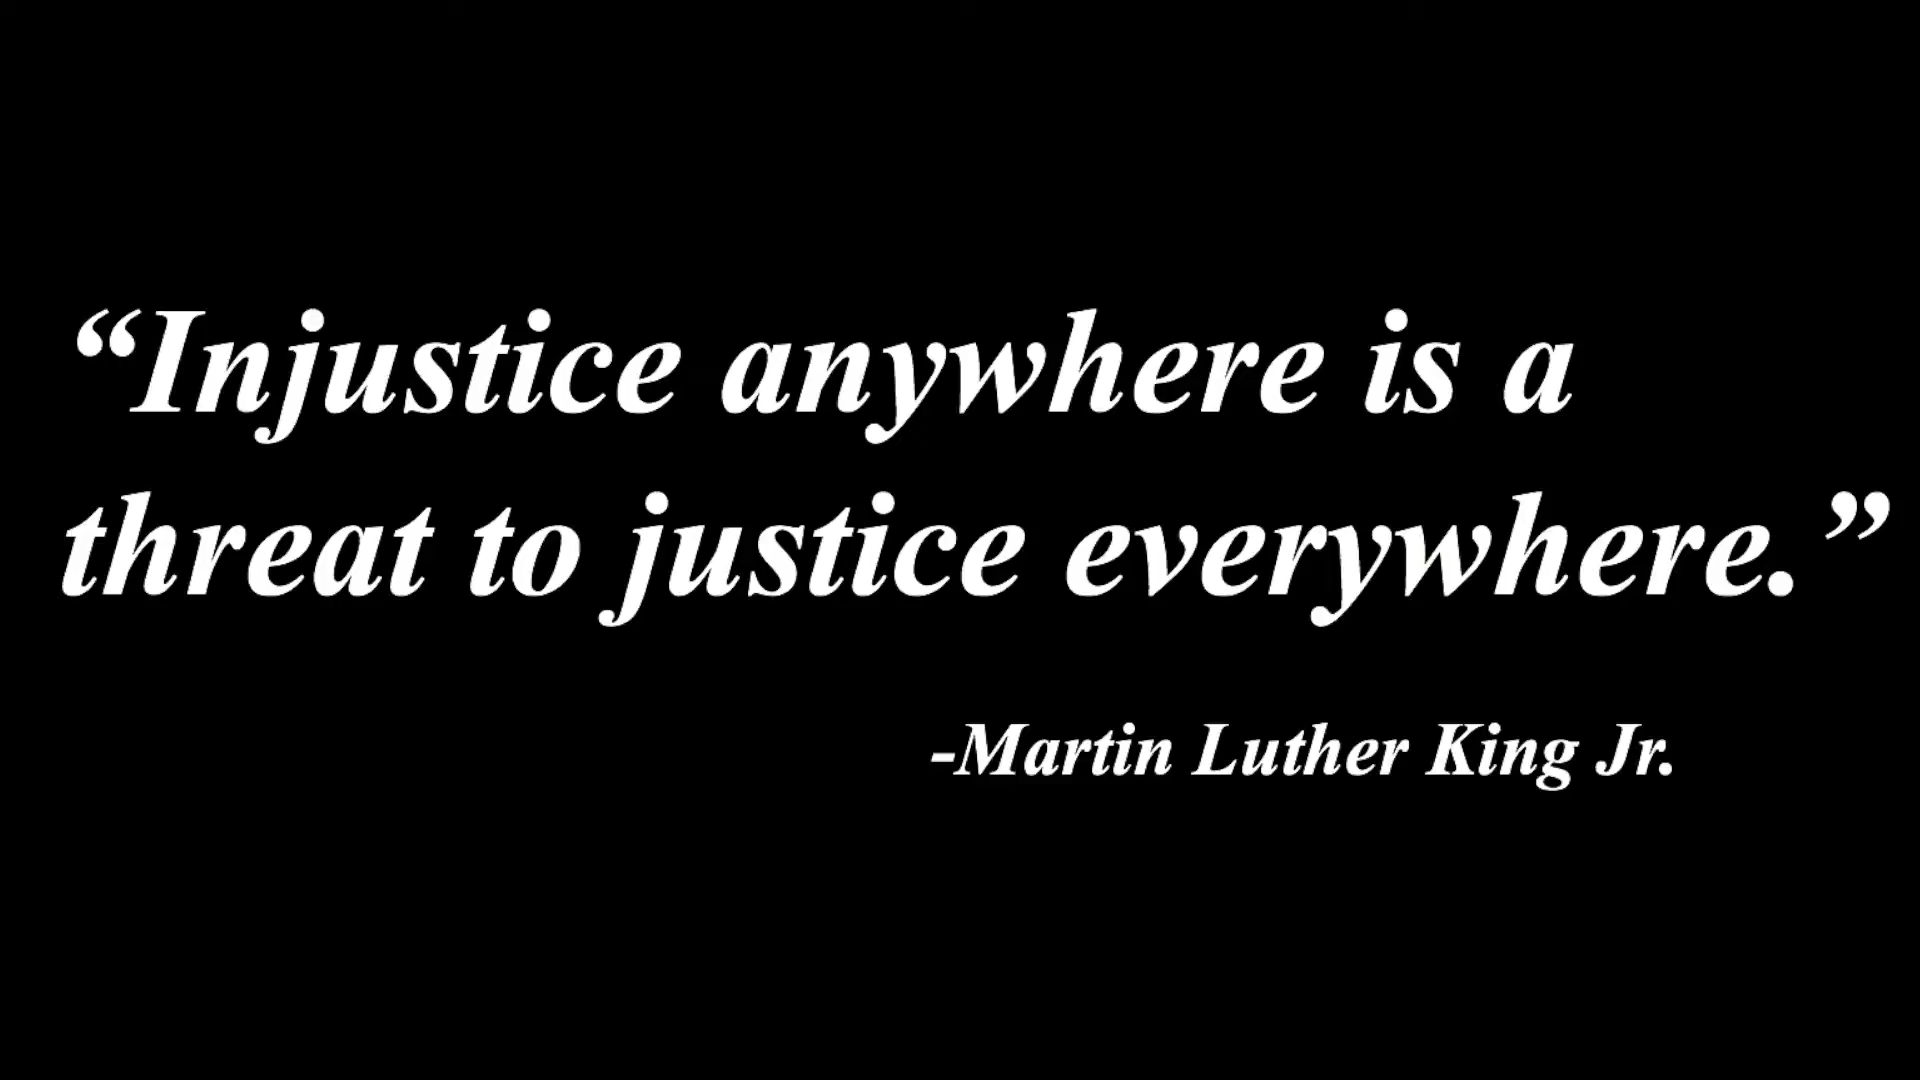 “Injustice anywhere is a
threat to justice everywhere.”
-Martin Luther King Jr.